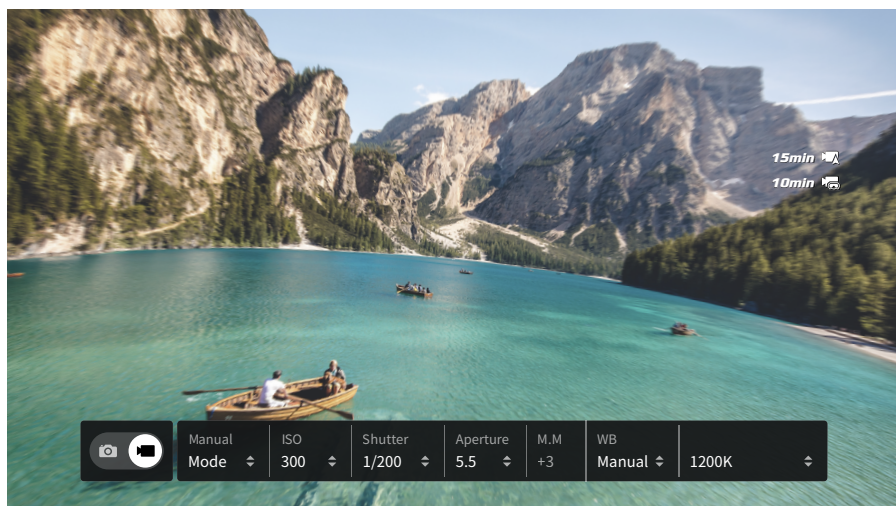 15min
10min
Manual
Mode
ISO
300
Shutter
1/200
Aperture
5.5
M.M
+3
WB
Manual
1200K